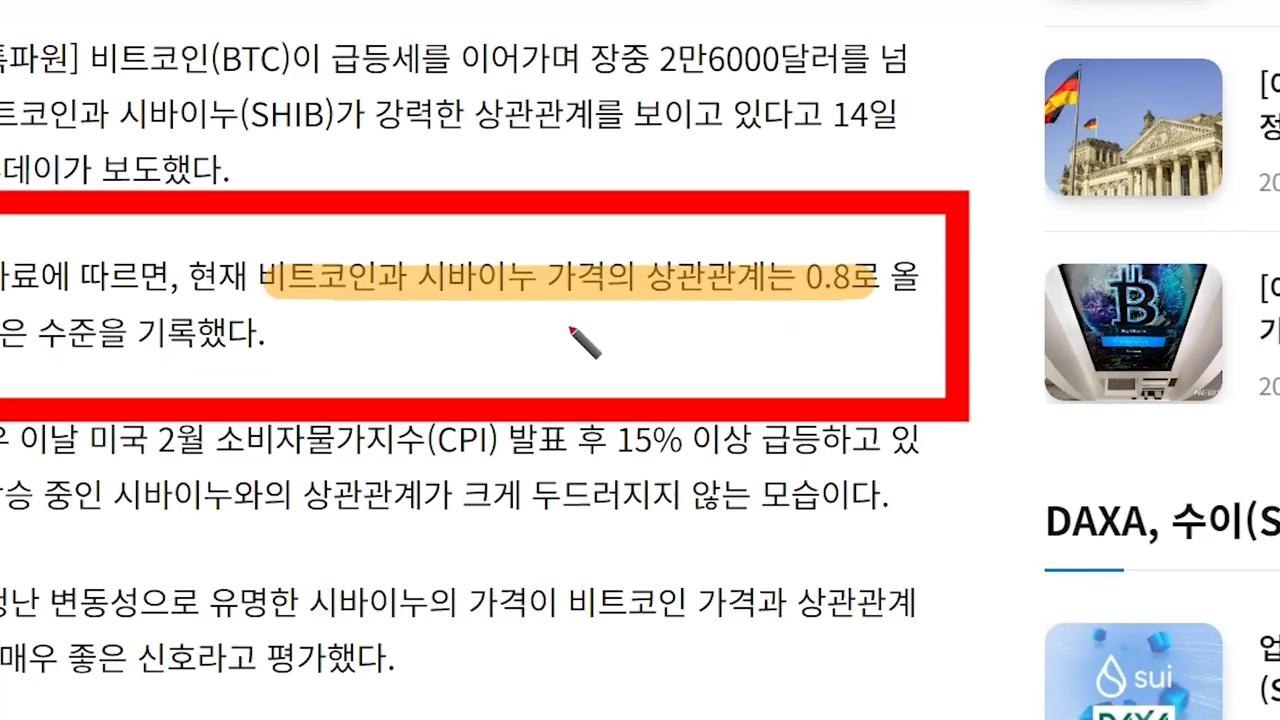 특파원] 비트코인(BTC)이 급등세를 이어가며 장중 2만6000달러를 넘
트코인과 시바이누(SHIB)가 강력한 상관관계를 보이고 있다고 14일
데이가 보도했다.
자료에 따르면, 현재 비트코인과 시바이누 가격의 상관관계는 0.8로 올
은 수준을 기록했다.
우 이날 미국 2월 소비자물가지수(CPI) 발표 후 15% 이상 급등하고 있
상승 중인 시바이누와의 상관관계가 크게 두드러지지 않는 모습이다.
난 변동성으로 유명한 시바이누의 가격이 비트코인 가격과 상관관계
매우 좋은 신호라고 평가했다.
정
20
B
NEWS
가
20
DAXA, 수이(S
업
(S
sui
DAXA